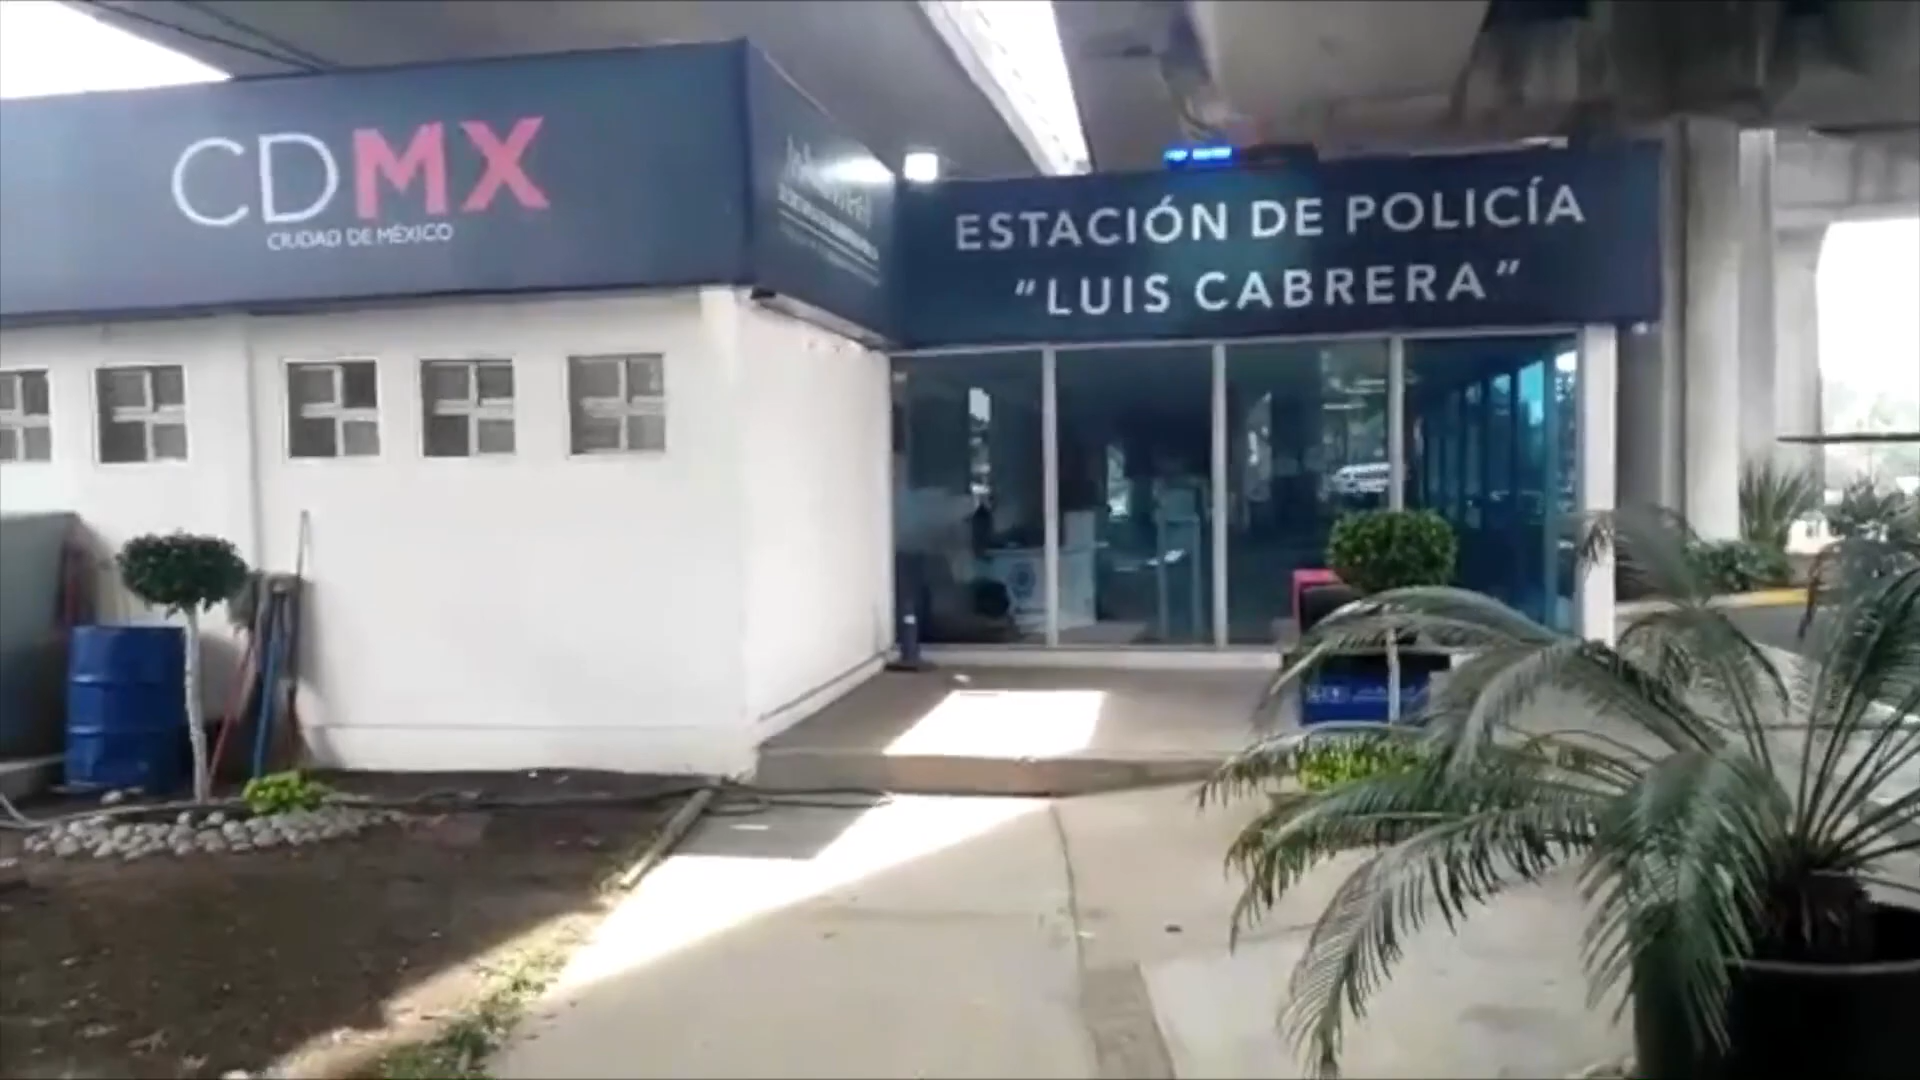 CDMX
CIUDAD DE MÉXICO
ESTACIÓN DE POLICÍA
“LUIS CABRERA”